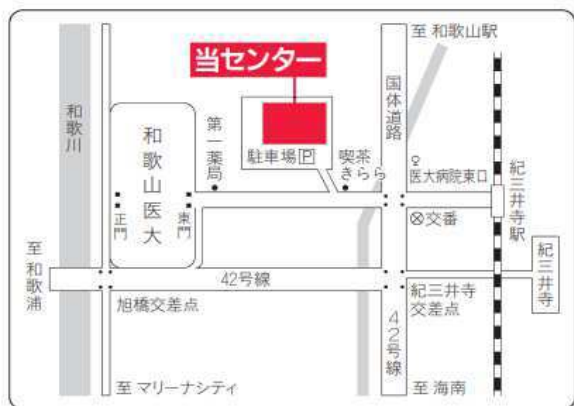 至 和歌山駅
当センター
国体道路
和歌川
和歌山医大
第一薬局
駐車場 P
喫茶
きらら
医大病院東口
紀三井寺駅
正門
東門
交番
紀三井寺
至 和歌浦
42号線
旭橋交差点
紀三井寺
交差点
42号線
至 マリーナシティ
至 海南